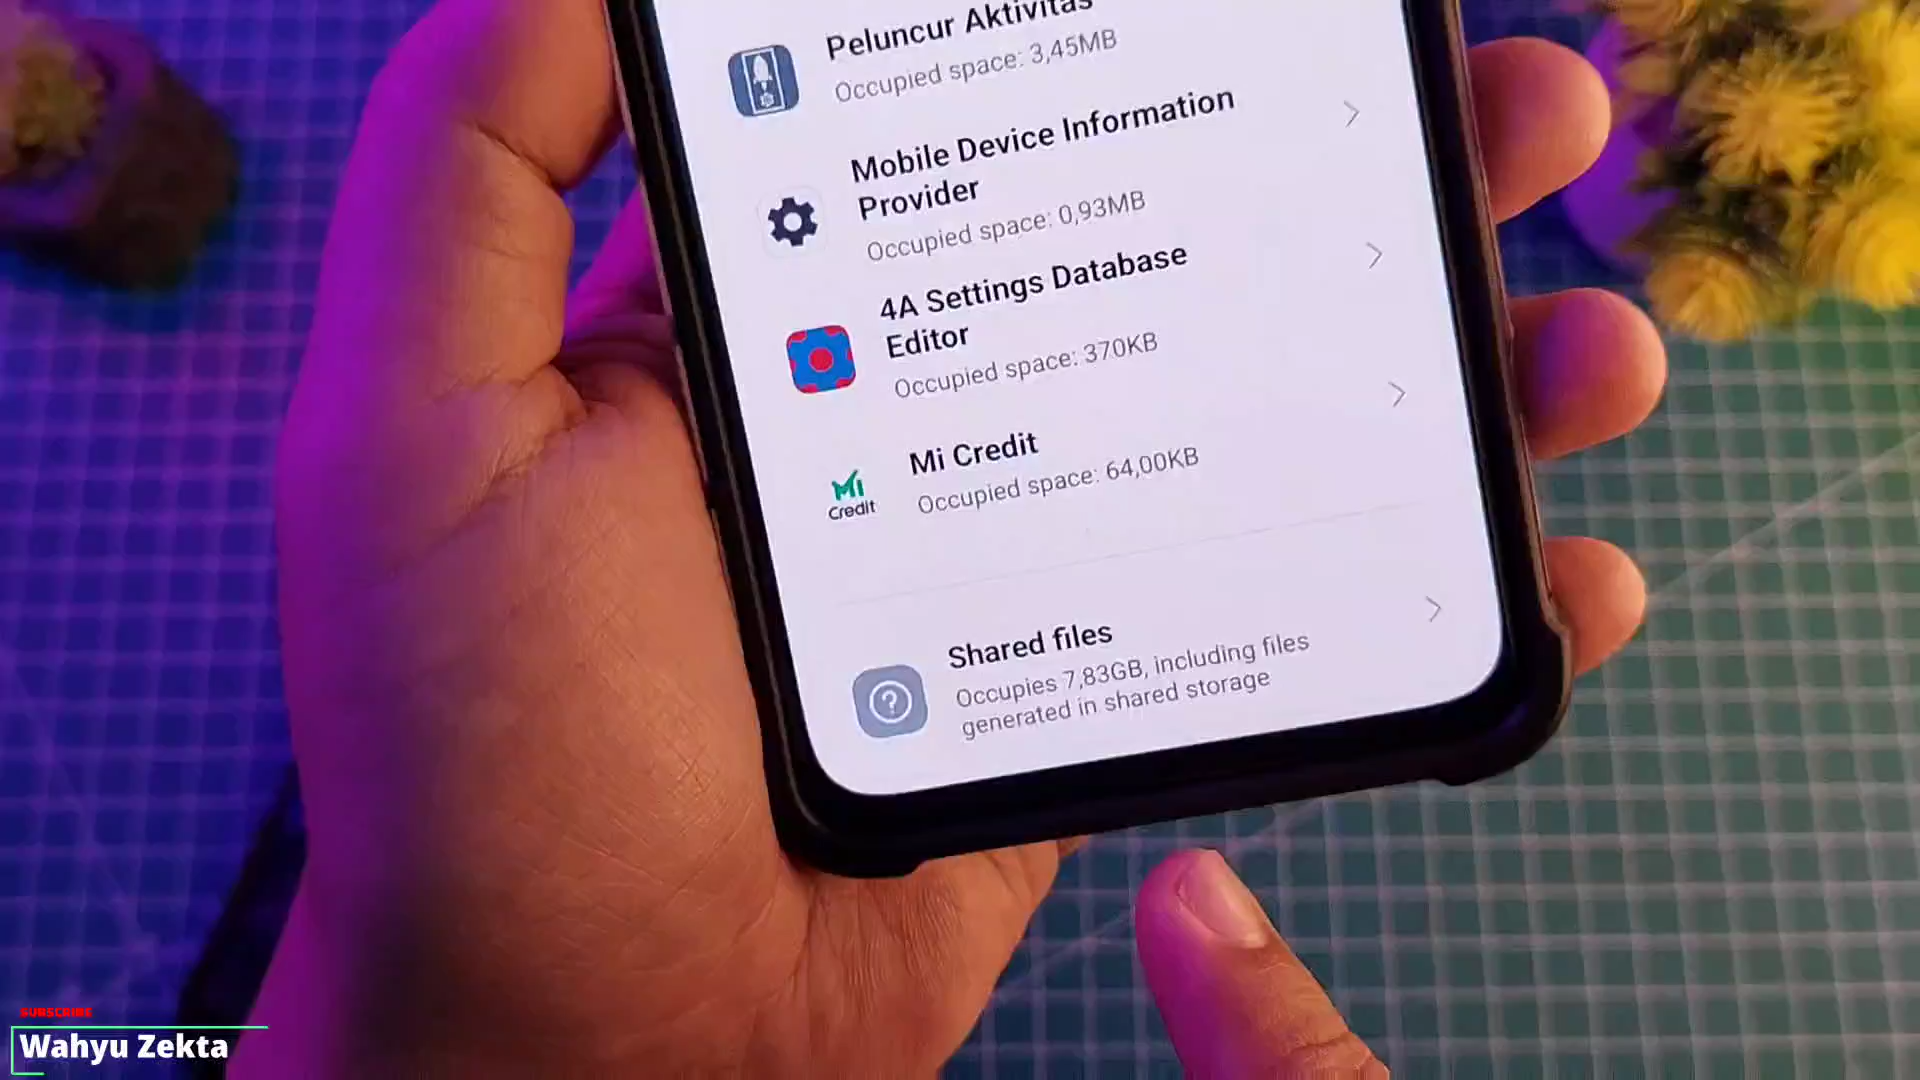 Peluncur Aktivitas
Occupied space: 3,45MB
Mobile Device Information
Provider
Occupied space: 0,93MB
4A Settings Database
Editor
Occupied space: 370KB
Mi Credit
Occupied space: 64,00KB
Mi
Credit
Shared files
Occupies 7,83GB, including files
generated in shared storage
SUBSCRIBE
Wahyu Zekta